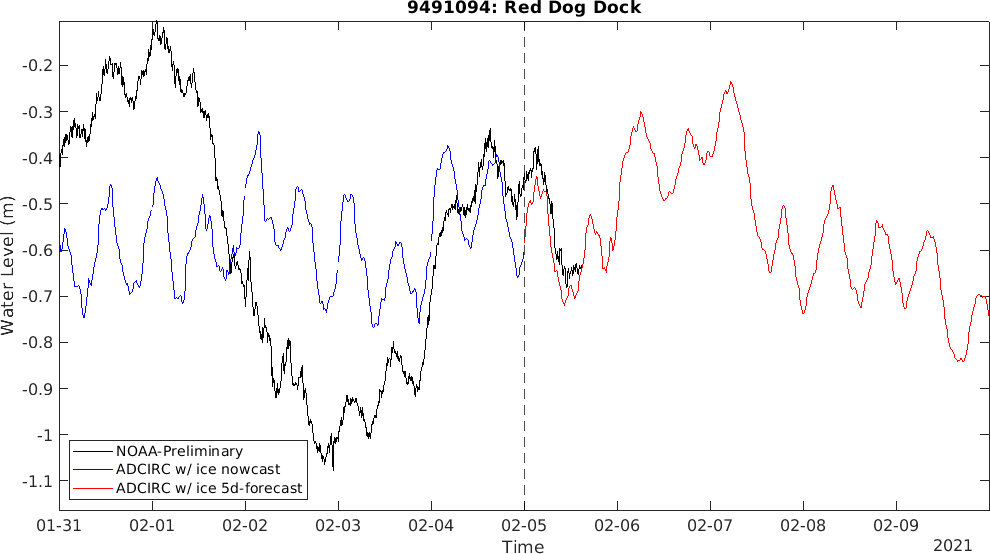 9491094: Red Dog Dock
Water Level (m)
-0.2
-0.3
-0.4
-0.5
-0.6
-0.7
-0.8
-0.9
-1
-1.1
NOAA-Preliminary
ADCIRC w/ ice nowcast
ADCIRC w/ ice 5d-forecast
01-31 02-01 02-02 02-03 02-04 02-05 02-06 02-07 02-08 02-09
Time
2021